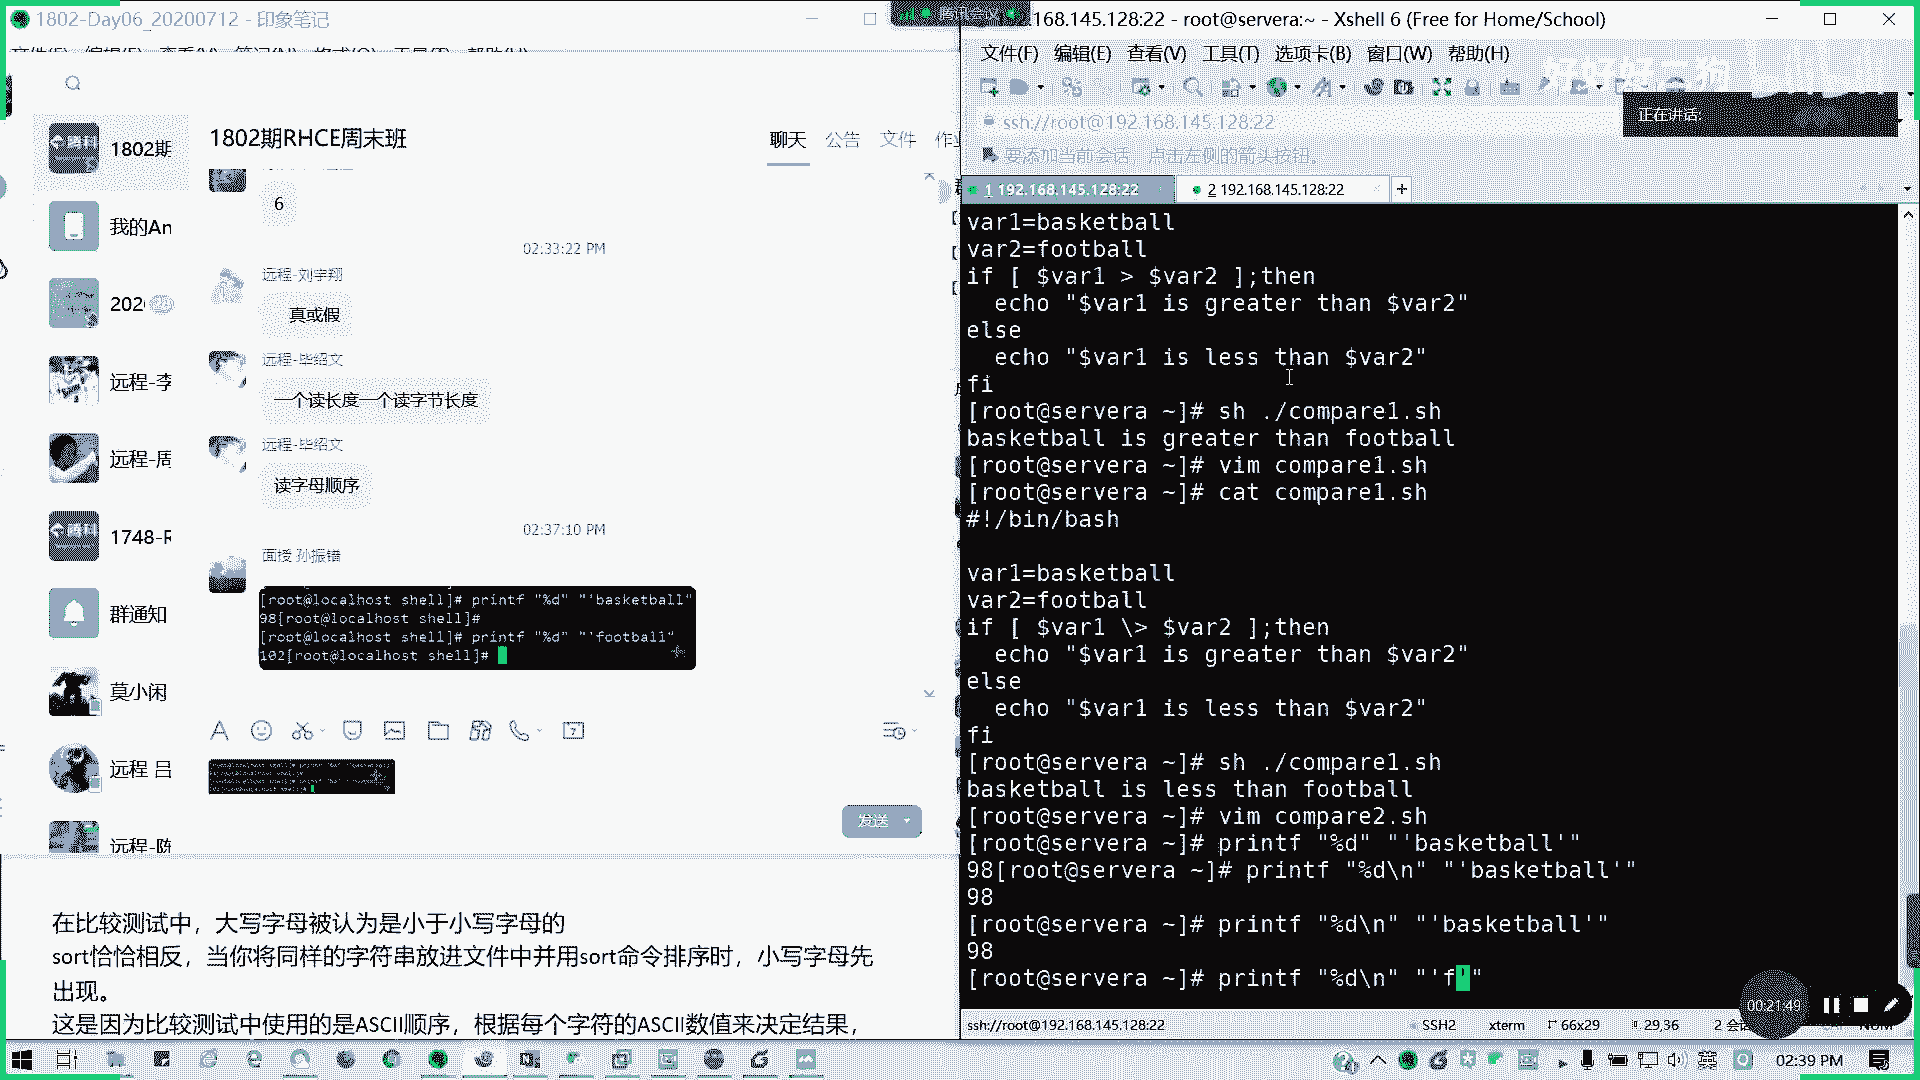 1802-Day06_20200712 - 印象笔记
腾讯会议
.168.145.128:22 - root@servera:~ - Xshell 6 (Free for Home/School)
文件(F) 编辑(E) 查看(V) 工具(T) 选项卡(B) 窗口(W) 帮助(H)
正在讲话:
ssh://root@192.168.145.128:22
要添加当前会话，点击左侧的箭头按钮。
1 192.168.145.128:22
2 192.168.145.128:22
1802期
我的An
202
远程-李
远程-周
1748-R
群通知
莫小闲
远程 吕
远程-陈
1802期RHCE周末班
聊天 公告 文件 作业
6
02:33:22 PM
远程-刘宇翔
真或假
远程-毕绍文
一个读长度一个读字节长度
远程-毕绍文
读字母顺序
02:37:10 PM
面授 孙振锴
[root@localhost shell]# printf "%d" "'basketball"
98[root@localhost shell]#
[root@localhost shell]# printf "%d" "'football"
102[root@localhost shell]#
发送
在比较测试中，大写字母被认为是小于小写字母的
sort恰恰相反，当你将同样的字符串放进文件中并用sort命令排序时，小写字母先
出现。
这是因为比较测试中使用的是ASCII顺序，根据每个字符的ASCII数值来决定结果，
var1=basketball
var2=football
if [ $var1 > $var2 ];then
  echo "$var1 is greater than $var2"
else
  echo "$var1 is less than $var2"
fi
[root@servera ~]# sh ./compare1.sh
basketball is greater than football
[root@servera ~]# vim compare1.sh
[root@servera ~]# cat compare1.sh
#!/bin/bash
var1=basketball
var2=football
if [ $var1 \> $var2 ];then
  echo "$var1 is greater than $var2"
else
  echo "$var1 is less than $var2"
fi
[root@servera ~]# sh ./compare1.sh
basketball is less than football
[root@servera ~]# vim compare2.sh
[root@servera ~]# printf "%d" "'basketball'"
98[root@servera ~]# printf "%d\n" "'basketball'"
98
[root@servera ~]# printf "%d\n" "'basketball'"
98
[root@servera ~]# printf "%d\n" "'f'"
00:21:49
ssh://root@192.168.145.128:22 SSH2 xterm 66x29 29,36 2 会 NUM
英
02:39 PM